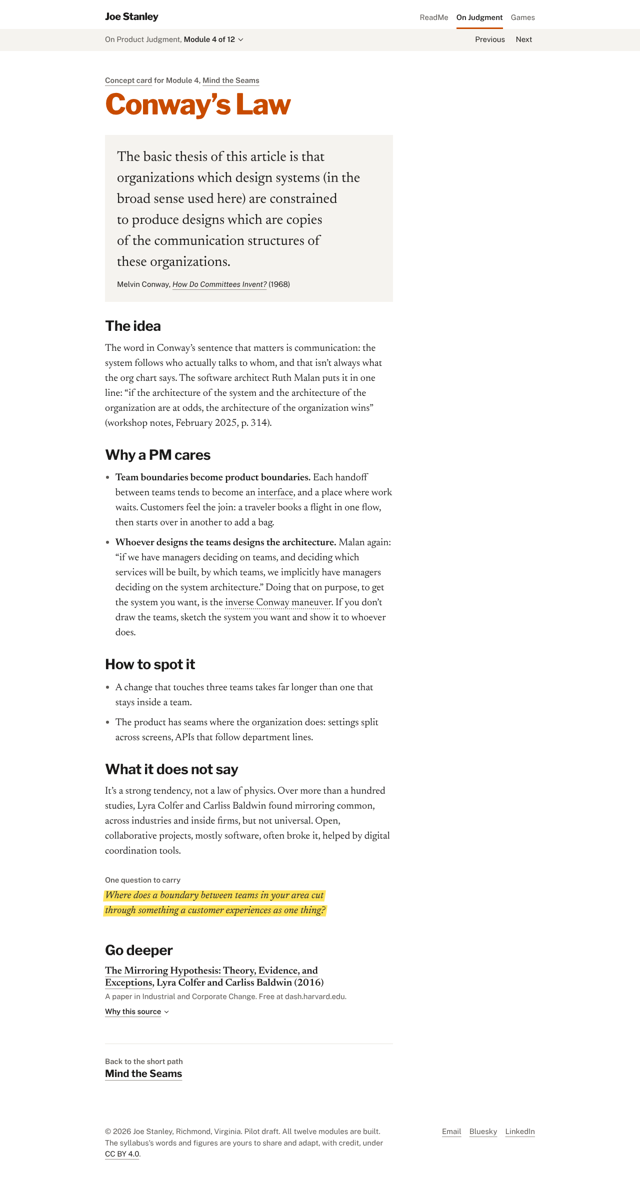 Joe Stanley
ReadMe On Judgment Games
On Product Judgment, Module 4 of 12
Previous Next
Concept card for Module 4, Mind the Seams
Conway’s Law
The basic thesis of this article is that
organizations which design systems (in the
broad sense used here) are constrained
to produce designs which are copies
of the communication structures of
these organizations.
Melvin Conway, How Do Committees Invent? (1968)
The idea
The word in Conway’s sentence that matters is communication: the
system follows who actually talks to whom, and that isn’t always what
the org chart says. The software architect Ruth Malan puts it in one
line: “if the architecture of the system and the architecture of the
organization are at odds, the architecture of the organization wins”
(workshop notes, February 2025, p. 314).
Why a PM cares
• Team boundaries become product boundaries. Each handoff
between teams tends to become an interface, and a place where work
waits. Customers feel the join: a traveler books a flight in one flow,
then starts over in another to add a bag.
• Whoever designs the teams designs the architecture. Malan again:
“if we have managers deciding on teams, and deciding which
services will be built, by which teams, we implicitly have managers
deciding on the system architecture.” Doing that on purpose, to get
the system you want, is the inverse Conway maneuver. If you don’t
draw the teams, sketch the system you want and show it to whoever
does.
How to spot it
• A change that touches three teams takes far longer than one that
stays inside a team.
• The product has seams where the organization does: settings split
across screens, APIs that follow department lines.
What it does not say
It’s a strong tendency, not a law of physics. Over more than a hundred
studies, Lyra Colfer and Carliss Baldwin found mirroring common,
across industries and inside firms, but not universal. Open,
collaborative projects, mostly software, often broke it, helped by digital
coordination tools.
One question to carry
Where does a boundary between teams in your area cut
through something a customer experiences as one thing?
Go deeper
The Mirroring Hypothesis: Theory, Evidence, and
Exceptions, Lyra Colfer and Carliss Baldwin (2016)
A paper in Industrial and Corporate Change. Free at dash.harvard.edu.
Why this source
Back to the short path
Mind the Seams
© 2026 Joe Stanley, Richmond, Virginia. Pilot draft. All twelve modules are built.
The syllabus’s words and figures are yours to share and adapt, with credit, under
CC BY 4.0.
Email Bluesky LinkedIn